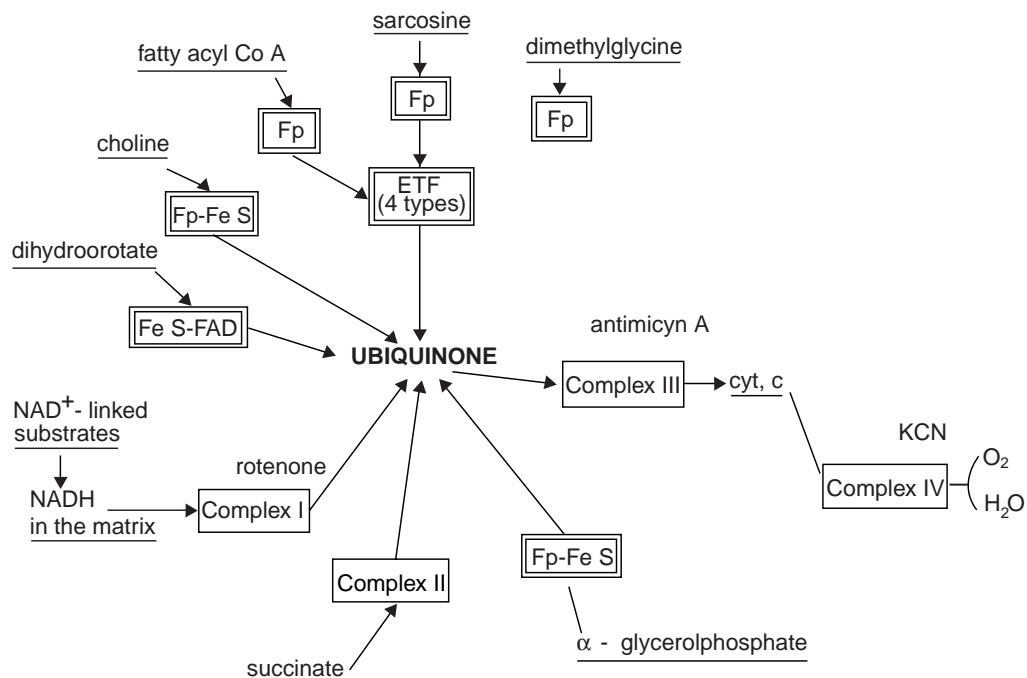 sarcosine
fatty acyl Co A
dimethylglycine
Fp
Fp
Fp
choline
ETF
(4 types)
Fp-Fe S
dihydroorotate
Fe S-FAD
antimicyn A
UBIQUINONE
Complex III
cyt, c
NAD+- linked
substrates
KCN
rotenone
O2
Complex IV
NADH
in the matrix
Complex I
H2O
Fp-Fe S
Complex II
α - glycerolphosphate
succinate